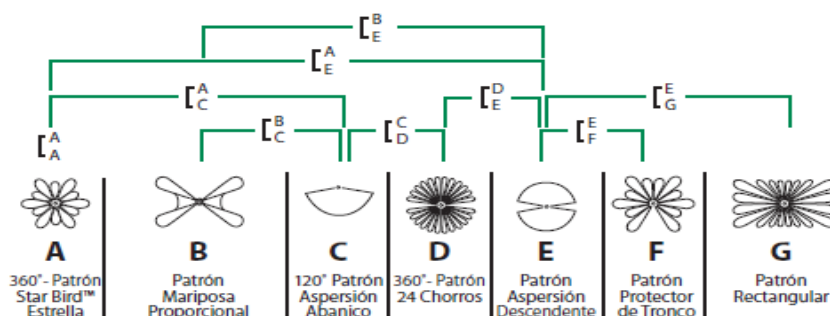 [B E
[A E
[A C
[D E
[E G
[A A
[B C
[C D
[E F
A
B
C
D
E
F
G
360°- Patrón
Star Bird™
Estrella
Patrón
Mariposa
Proporcional
120° Patrón
Aspersión
Abanico
360°- Patrón
24 Chorros
Patrón
Aspersión
Descendente
Patrón
Protector
de Tronco
Patrón
Rectangular